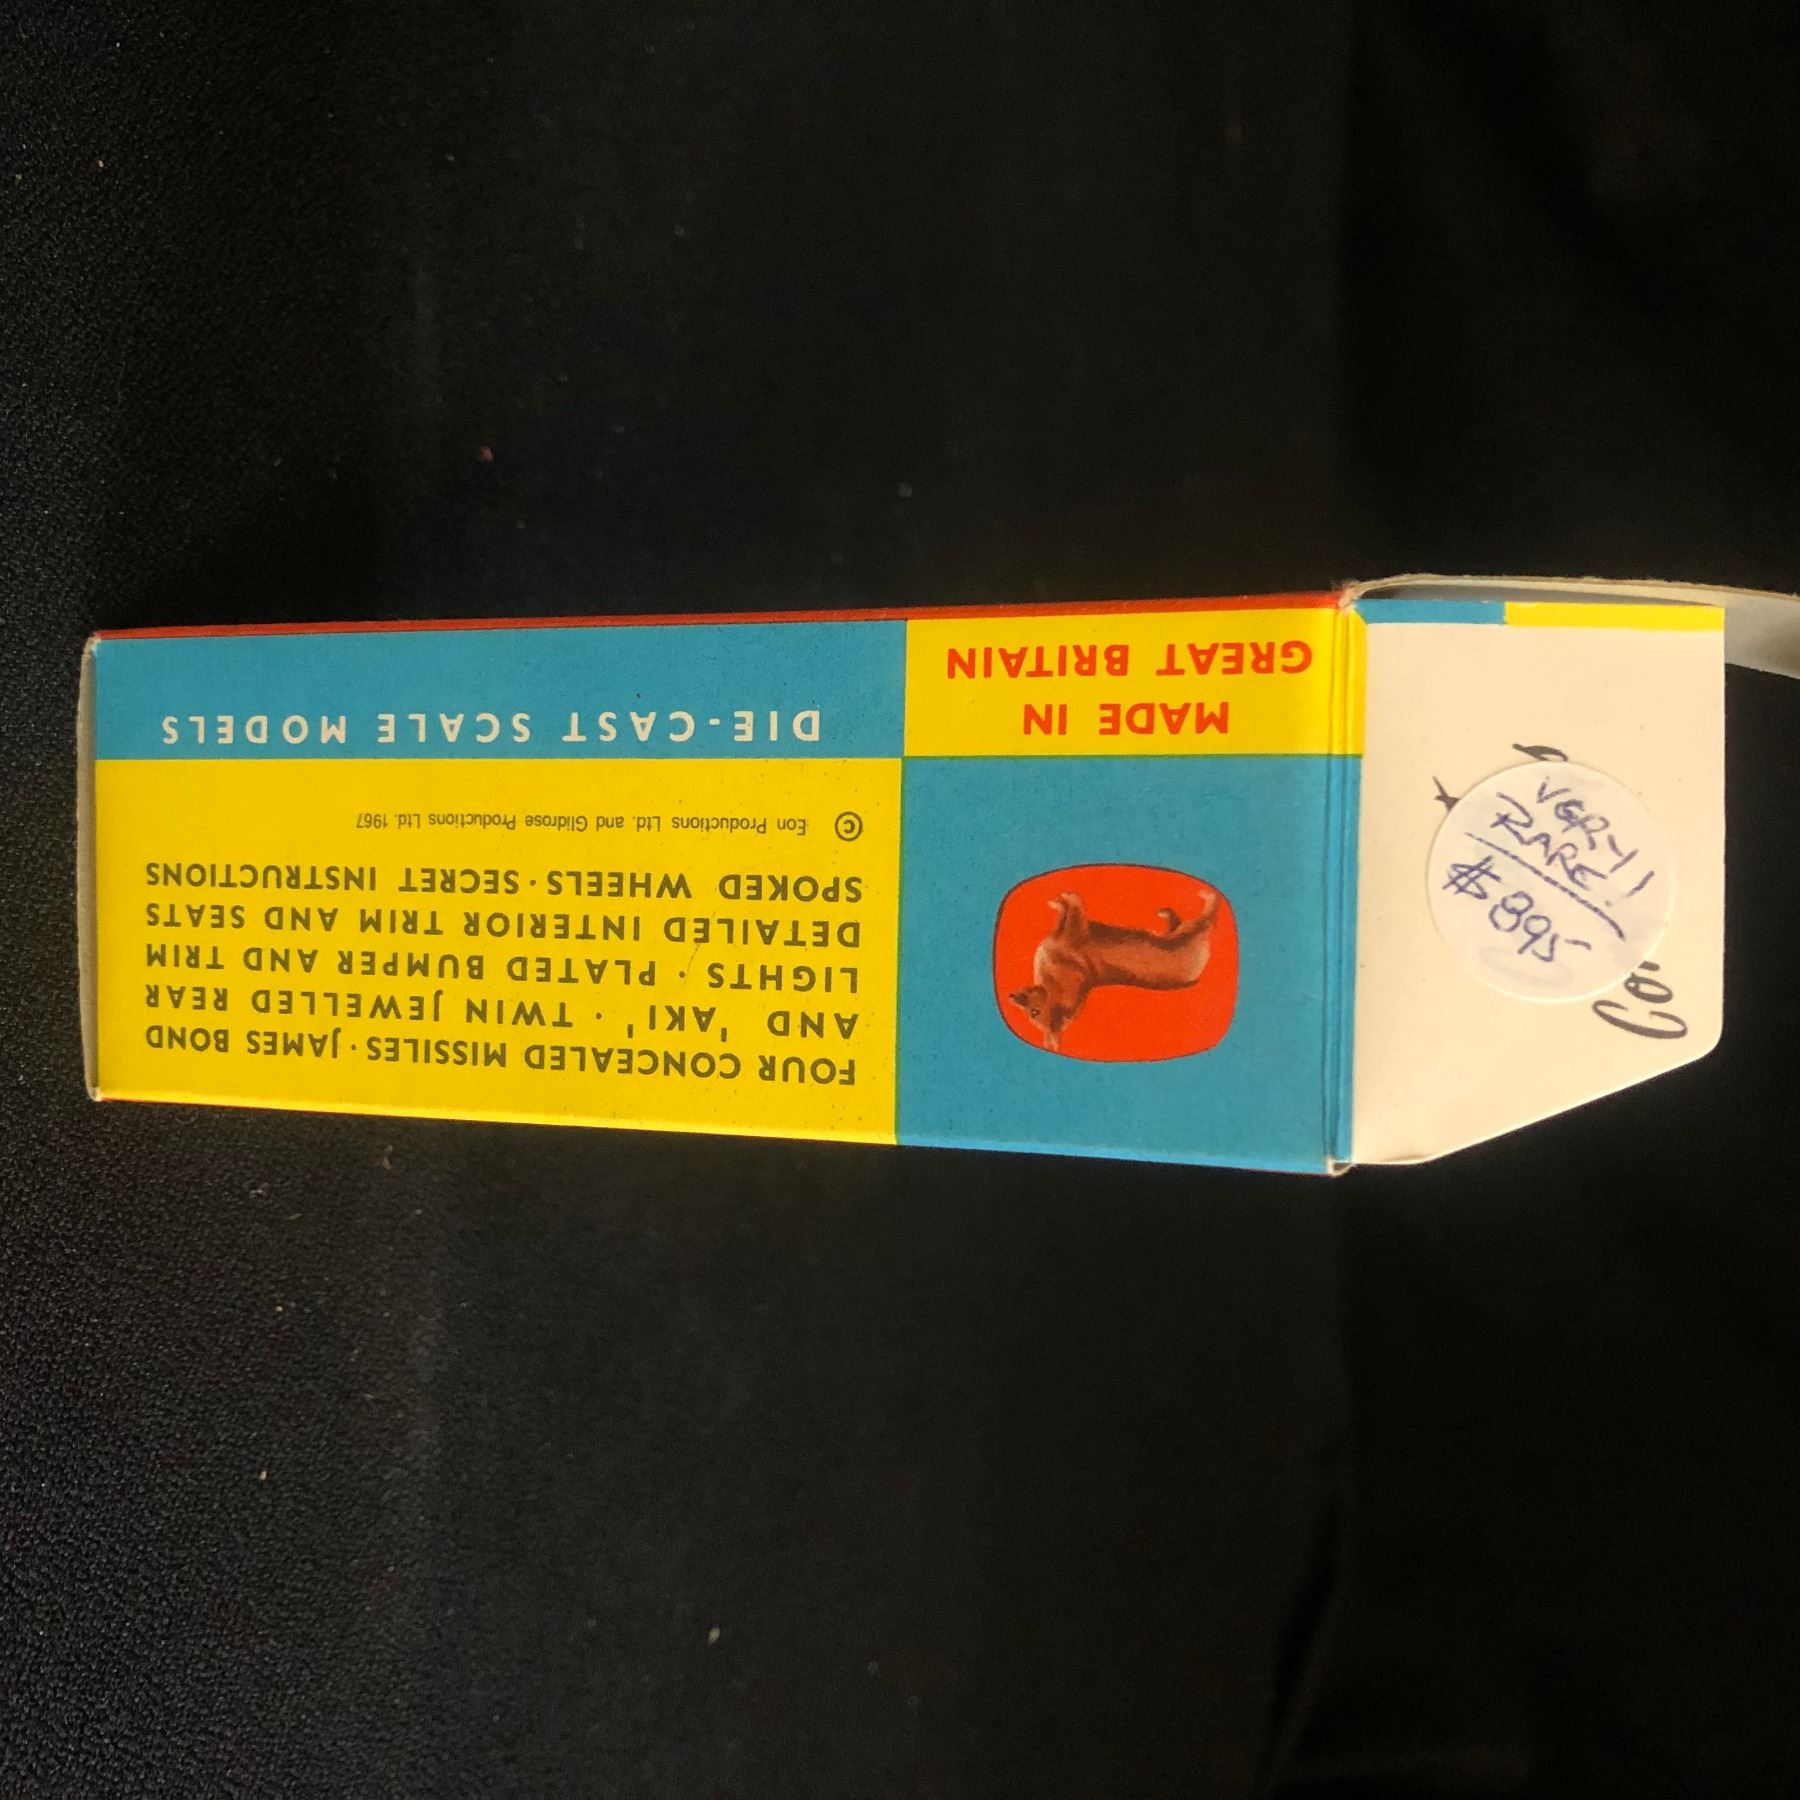 FOUR CONCEALED MISSILES · JAMES BOND
AND 'AKI' · TWIN JEWELLED REAR
LIGHTS · PLATED BUMPER AND TRIM
DETAILED INTERIOR TRIM AND SEATS
SPOKED WHEELS · SECRET INSTRUCTIONS
© Eon Productions Ltd. and Glidrose Productions Ltd. 1967
DIE-CAST SCALE MODELS
MADE IN
GREAT BRITAIN
VERY
RARE!
$895